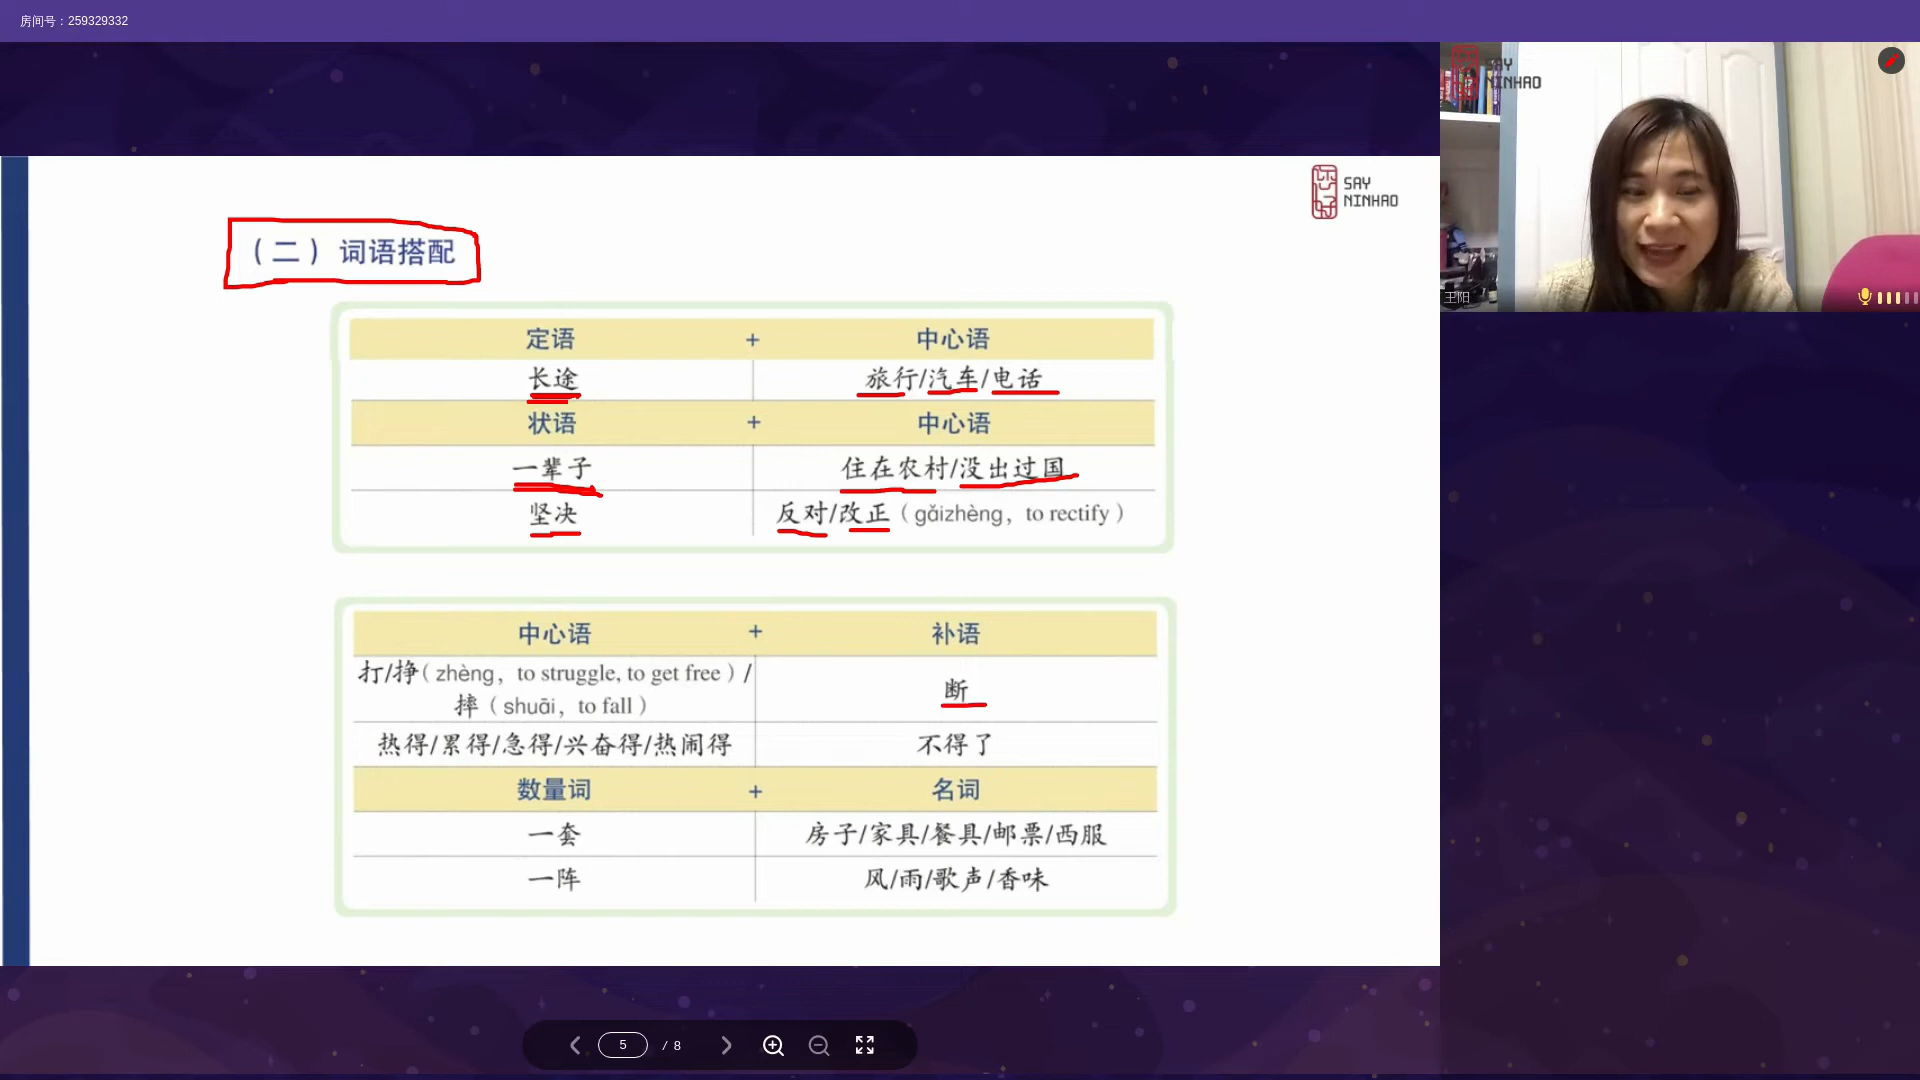 房间号：259329332
SAY
NINHAO
SAY
NINHAO
王阳
（二）词语搭配
定语 + 中心语
长途 旅行/汽车/电话
状语 + 中心语
一辈子 住在农村/没出过国
坚决 反对/改正（gǎizhèng，to rectify）
中心语 + 补语
打/挣（zhèng，to struggle, to get free）/
摔（shuāi，to fall） 断
热得/累得/急得/兴奋得/热闹得 不得了
数量词 + 名词
一套 房子/家具/餐具/邮票/西服
一阵 风/雨/歌声/香味
5 / 8